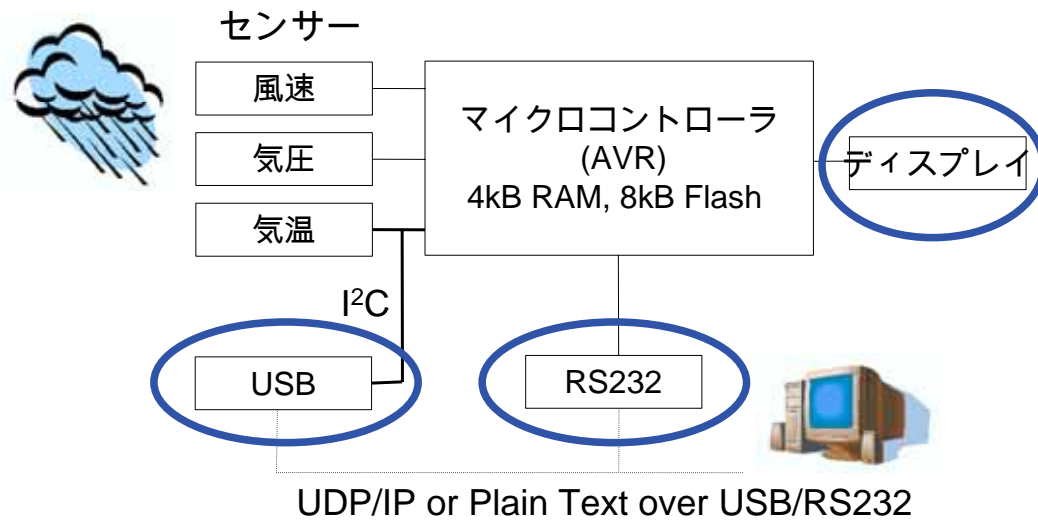 センサー
風速
気圧
気温
マイクロコントローラ
(AVR)
4kB RAM, 8kB Flash
ディスプレイ
I²C
USB
RS232
UDP/IP or Plain Text over USB/RS232